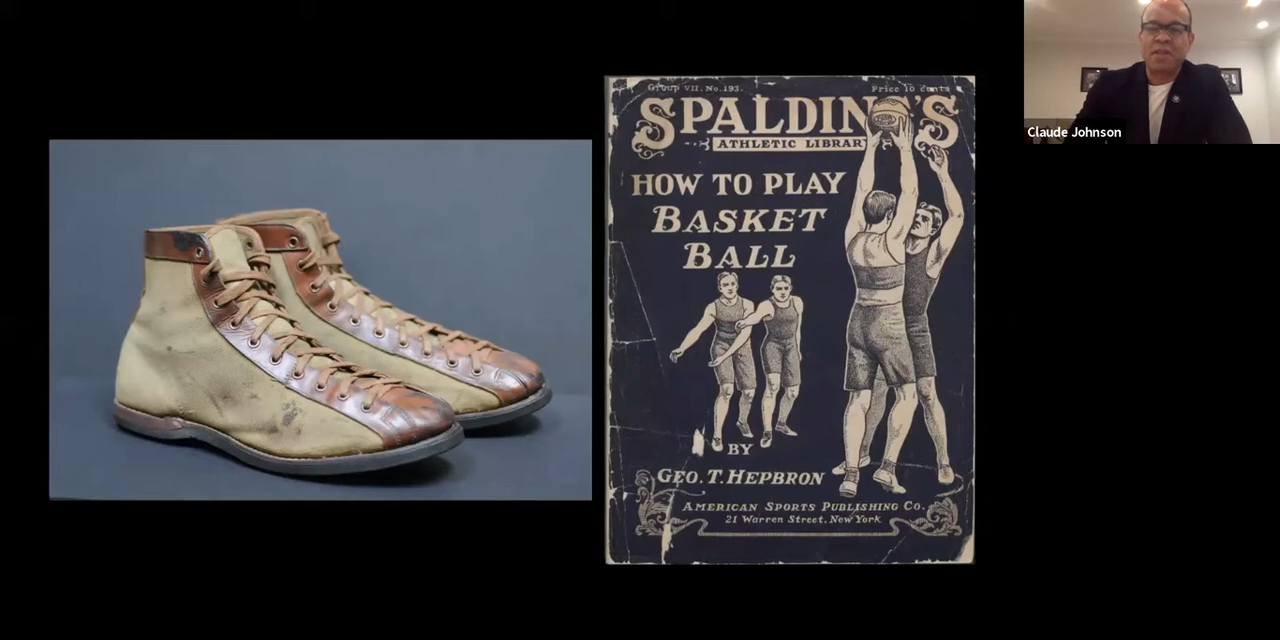 Group VII. No. 193.
Price 10 cents
SPALDING'S
ATHLETIC LIBRARY
HOW TO PLAY
BASKET
BALL
BY
GEO. T. HEPBRON
AMERICAN SPORTS PUBLISHING CO.
21 Warren Street, New York
Claude Johnson